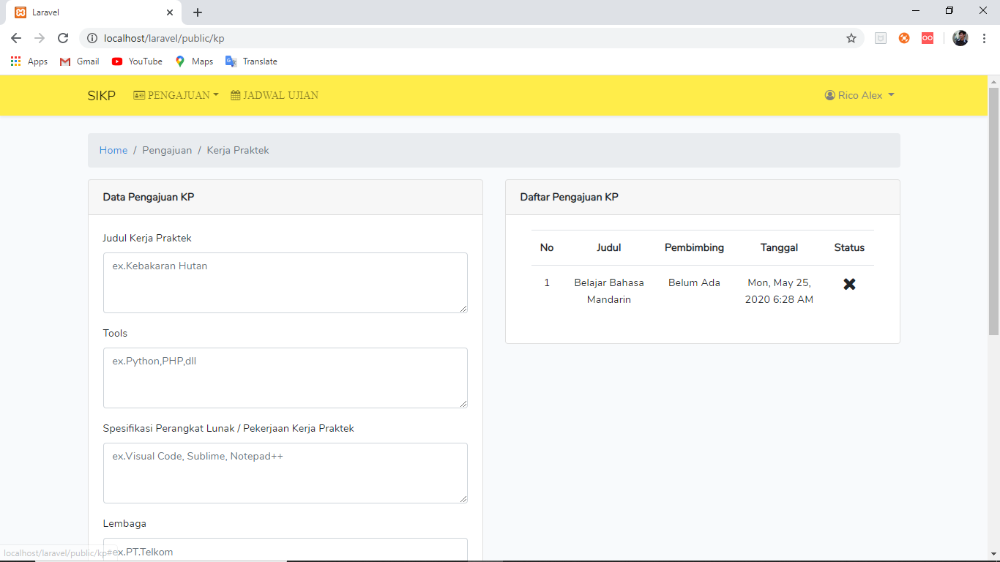 Laravel
localhost/laravel/public/kp
Apps Gmail YouTube Maps Translate
SIKP PENGAJUAN JADWAL UJIAN Rico Alex
Home / Pengajuan / Kerja Praktek
Data Pengajuan KP
Judul Kerja Praktek
ex.Kebakaran Hutan
Tools
ex.Python,PHP,dll
Spesifikasi Perangkat Lunak / Pekerjaan Kerja Praktek
ex.Visual Code, Sublime, Notepad++
Lembaga
ex.PT.Telkom
Daftar Pengajuan KP
No Judul Pembimbing Tanggal Status
1 Belajar Bahasa Belum Ada Mon, May 25,
Mandarin 2020 6:28 AM
localhost/laravel/public/kp#